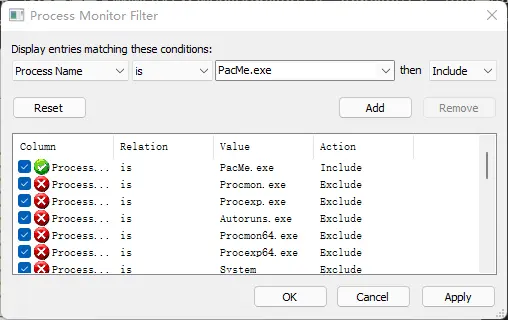 Process Monitor Filter
Display entries matching these conditions:
Process Name is PacMe.exe then Include
Reset Add Remove
Column Relation Value Action
Process... is PacMe.exe Include
Process... is Procmon.exe Exclude
Process... is Procexp.exe Exclude
Process... is Autoruns.exe Exclude
Process... is Procmon64.exe Exclude
Process... is Procexp64.exe Exclude
Process... is System Exclude
OK Cancel Apply